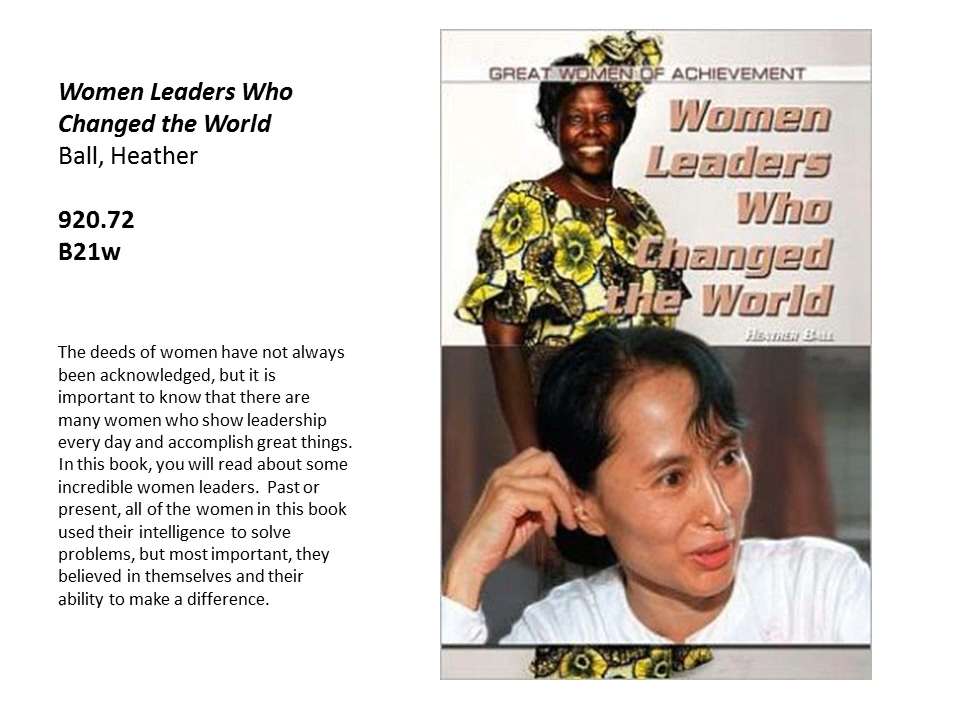 Women Leaders Who
Changed the World
Ball, Heather
920.72
B21w
The deeds of women have not always
been acknowledged, but it is
important to know that there are
many women who show leadership
every day and accomplish great things.
In this book, you will read about some
incredible women leaders.  Past or
present, all of the women in this book
used their intelligence to solve
problems, but most important, they
believed in themselves and their
ability to make a difference.
GREAT WOMEN OF ACHIEVEMENT
Women
Leaders
Who
Changed
the World
HEATHER BALL